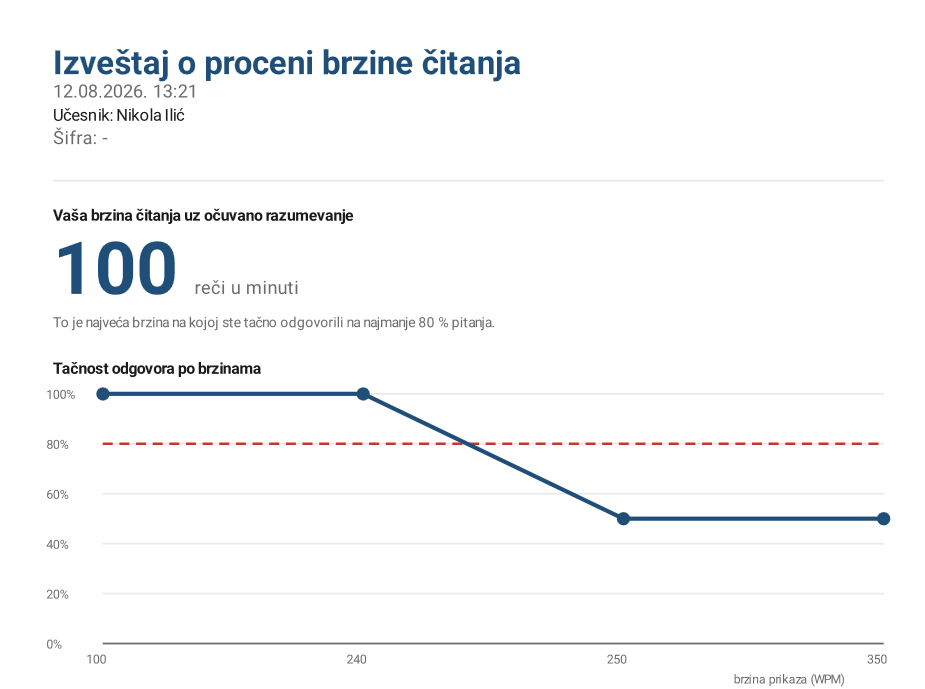 Izveštaj o proceni brzine čitanja
12.08.2026. 13:21
Učesnik: Nikola Ilić
Šifra: -
Vaša brzina čitanja uz očuvano razumevanje
100 reči u minuti
To je najveća brzina na kojoj ste tačno odgovorili na najmanje 80 % pitanja.
Tačnost odgovora po brzinama
100%
80%
60%
40%
20%
0%
100 240 250 350
brzina prikaza (WPM)